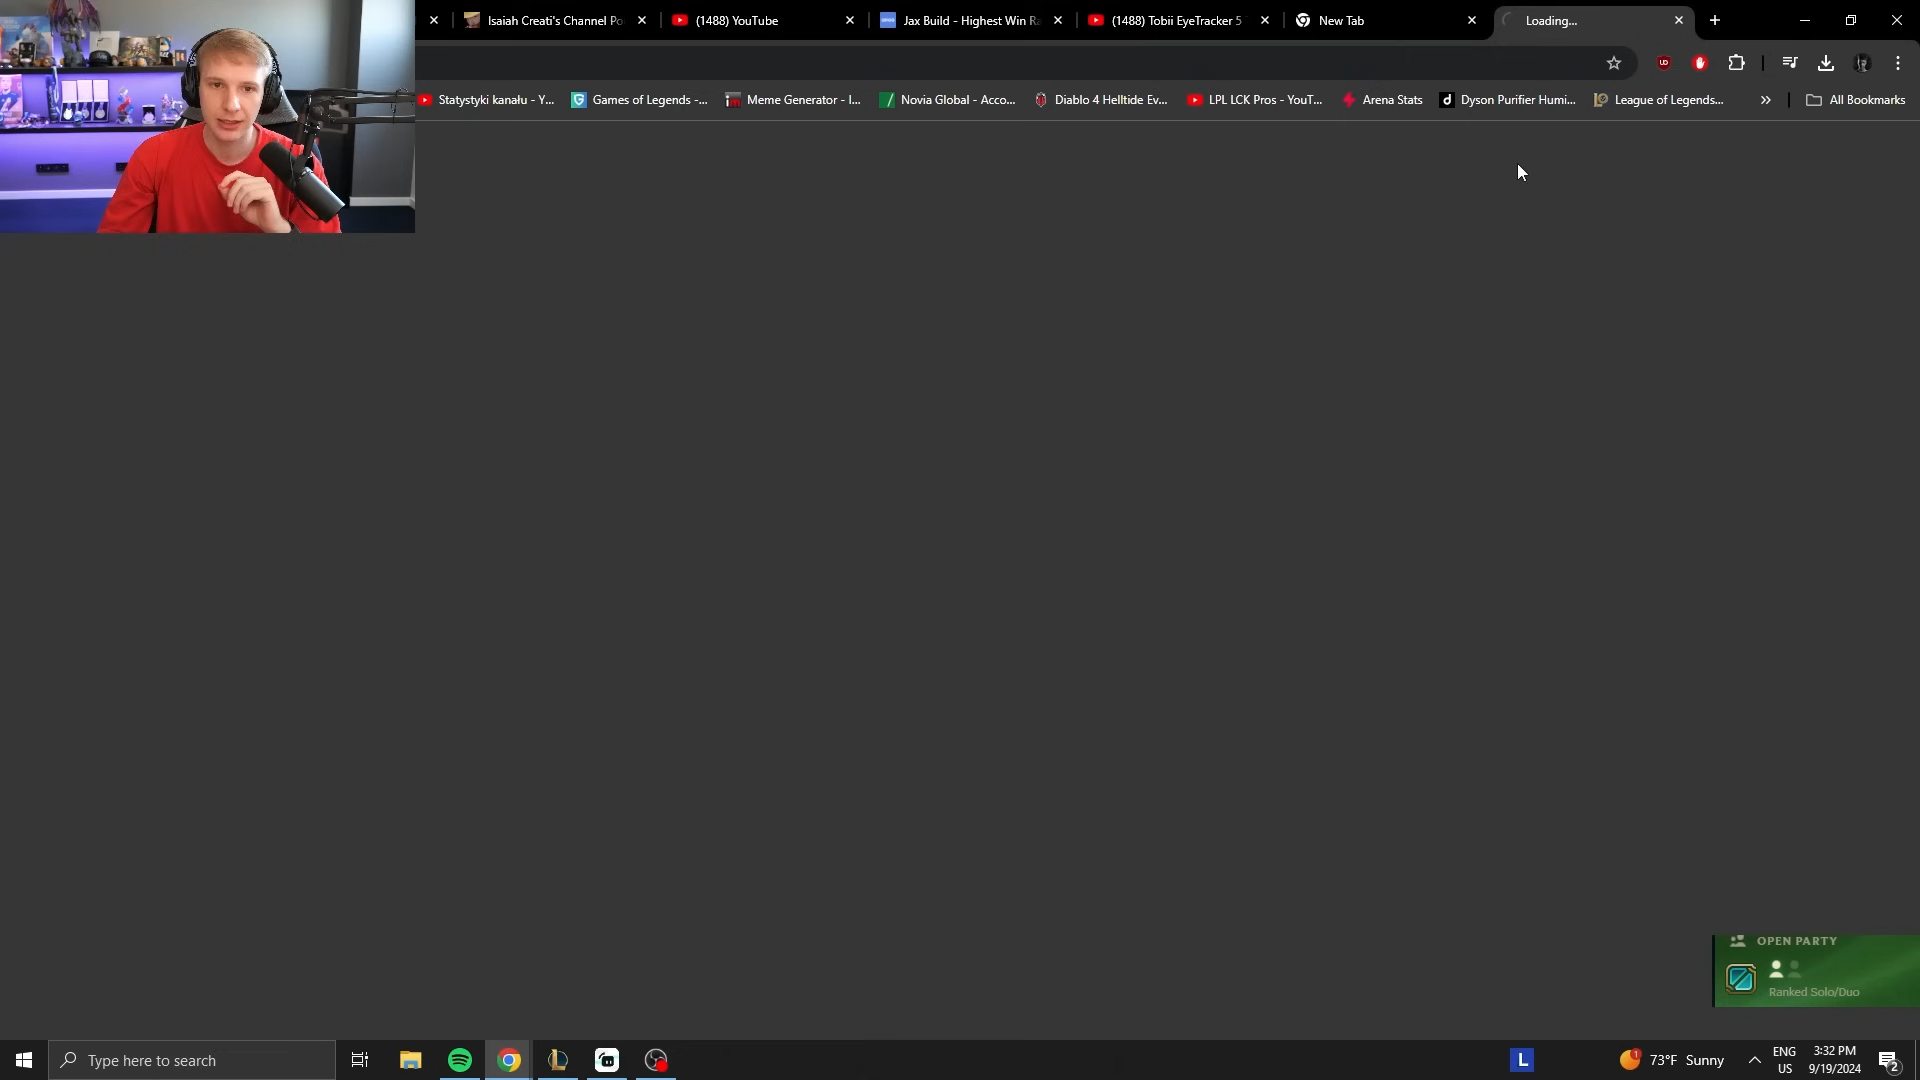 Isaiah Creati's Channel Po
(1488) YouTube
Jax Build - Highest Win Ra
(1488) Tobii EyeTracker 5
New Tab
Loading...
Statystyki kanału - Y...
Games of Legends -...
Meme Generator - I...
Novia Global - Acco...
Diablo 4 Helltide Ev...
LPL LCK Pros - YouT...
Arena Stats
Dyson Purifier Humi...
League of Legends...
All Bookmarks
OPEN PARTY
Ranked Solo/Duo
Type here to search
L
1
73°F Sunny
ENG
US
3:32 PM
9/19/2024
2